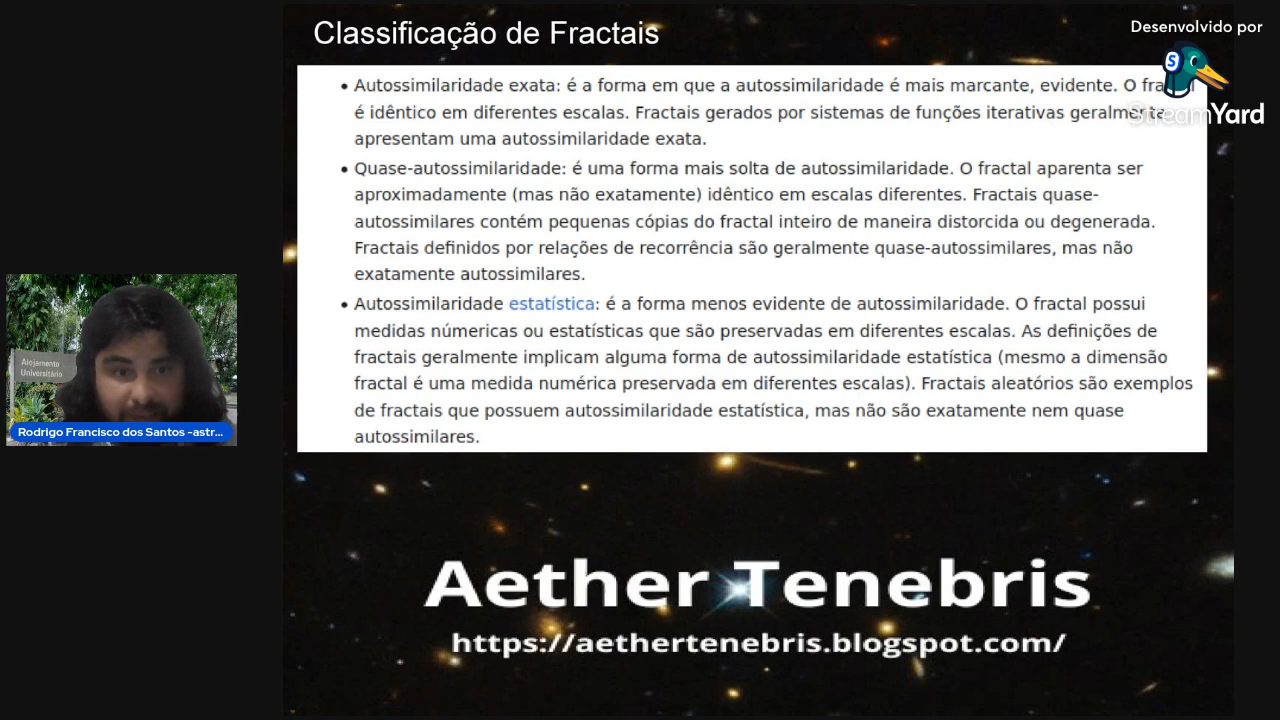 Classificação de Fractais
Desenvolvido por
S
StreamYard
• Autossimilaridade exata: é a forma em que a autossimilaridade é mais marcante, evidente. O fractal
é idêntico em diferentes escalas. Fractais gerados por sistemas de funções iterativas geralmente
apresentam uma autossimilaridade exata.
• Quase-autossimilaridade: é uma forma mais solta de autossimilaridade. O fractal aparenta ser
aproximadamente (mas não exatamente) idêntico em escalas diferentes. Fractais quase-
autossimilares contém pequenas cópias do fractal inteiro de maneira distorcida ou degenerada.
Fractais definidos por relações de recorrência são geralmente quase-autossimilares, mas não
exatamente autossimilares.
• Autossimilaridade estatística: é a forma menos evidente de autossimilaridade. O fractal possui
medidas númericas ou estatísticas que são preservadas em diferentes escalas. As definições de
fractais geralmente implicam alguma forma de autossimilaridade estatística (mesmo a dimensão
fractal é uma medida numérica preservada em diferentes escalas). Fractais aleatórios são exemplos
de fractais que possuem autossimilaridade estatística, mas não são exatamente nem quase
autossimilares.
Alojamento
Universitário
Rodrigo Francisco dos Santos -astr...
Aether Tenebris
https://aethertenebris.blogspot.com/